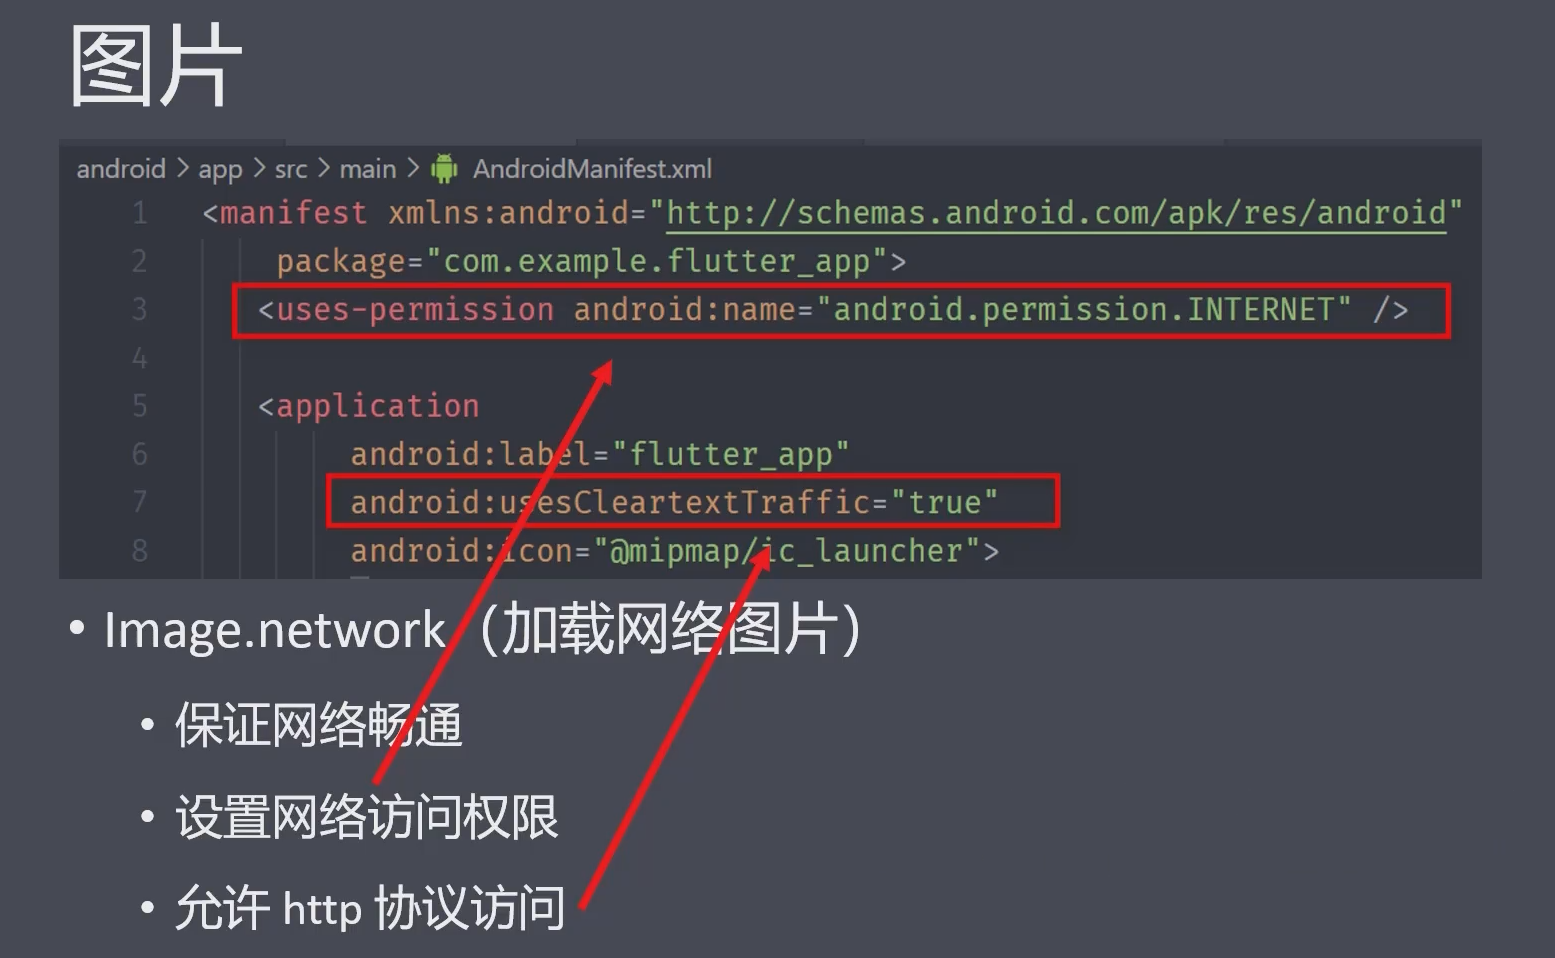 图片
android > app > src > main > AndroidManifest.xml
1 <manifest xmlns:android="http://schemas.android.com/apk/res/android"
2 package="com.example.flutter_app">
3 <uses-permission android:name="android.permission.INTERNET" />
4
5 <application
6 android:label="flutter_app"
7 android:usesCleartextTraffic="true"
8 android:icon="@mipmap/ic_launcher">
• Image.network（加载网络图片）
• 保证网络畅通
• 设置网络访问权限
• 允许 http 协议访问